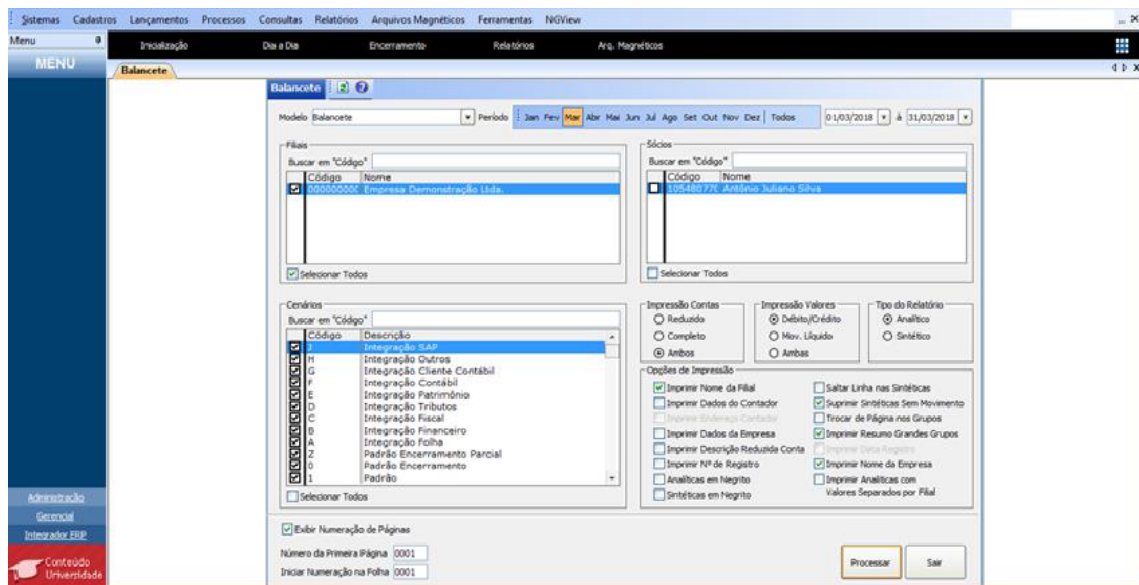 Sistemas Cadastros Lançamentos Processos Consultas Relatórios Arquivos Magnéticos Ferramentas NGView
Menu
Inicialização Dia a Dia Encerramento Relatórios Arq. Magnéticos
MENU
Balancete
Balancete
Modelo Balancete Período Jan Fev Mar Abr Mai Jun Jul Ago Set Out Nov Dez Todos 01/03/2018 à 31/03/2018
Filiais
Buscar em "Código"
Código Nome
Empresa Demonstração Ltda.
Selecionar Todos
Sócios
Buscar em "Código"
Código Nome
Antônio Juliano Silva
Selecionar Todos
Cenários
Buscar em "Código"
Código Descrição
Integração SAP
H Integração Outros
G Integração Cliente Contábil
F Integração Contábil
E Integração Patrimônio
D Integração Tributos
C Integração Fiscal
B Integração Financeiro
A Integração Folha
Z Padrão Encerramento Parcial
0 Padrão Encerramento
1 Padrão
Selecionar Todos
Impressão Contas
Reduzido
Completo
Ambos
Impressão Valores
Débito/Crédito
Mov. Líquido
Ambas
Tipo do Relatório
Analítico
Sintético
Opções de Impressão
Imprimir Nome da Filial
Imprimir Dados do Contador
Imprimir Endereço Contador
Imprimir Dados da Empresa
Imprimir Descrição Reduzida Conta
Imprimir Nº de Registro
Analíticas em Negrito
Sintéticas em Negrito
Saltar Linha nas Sintéticas
Suprimir Sintéticas Sem Movimento
Trocar de Página nos Grupos
Imprimir Resumo Grandes Grupos
Imprimir Data Registro
Imprimir Nome da Empresa
Imprimir Analíticas com
Valores Separados por Filial
Exibir Numeração de Páginas
Número da Primeira Página 0001
Iniciar Numeração na Folha 0001
Processar Sair
Administração
Gerencial
Integrador ERP
Conteúdo
Universidade